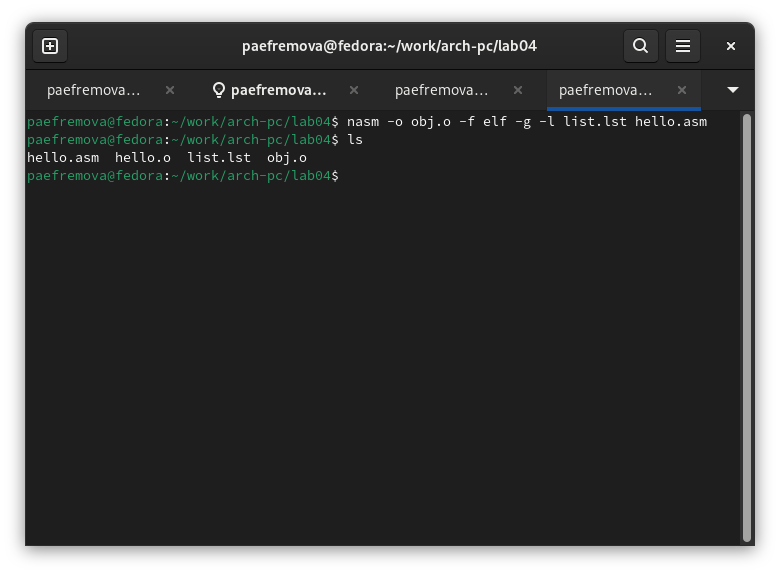 paefremova@fedora:~/work/arch-pc/lab04
paefremova... paefremova... paefremova... paefremova...
paefremova@fedora:~/work/arch-pc/lab04$ nasm -o obj.o -f elf -g -l list.lst hello.asm
paefremova@fedora:~/work/arch-pc/lab04$ ls
hello.asm  hello.o  list.lst  obj.o
paefremova@fedora:~/work/arch-pc/lab04$